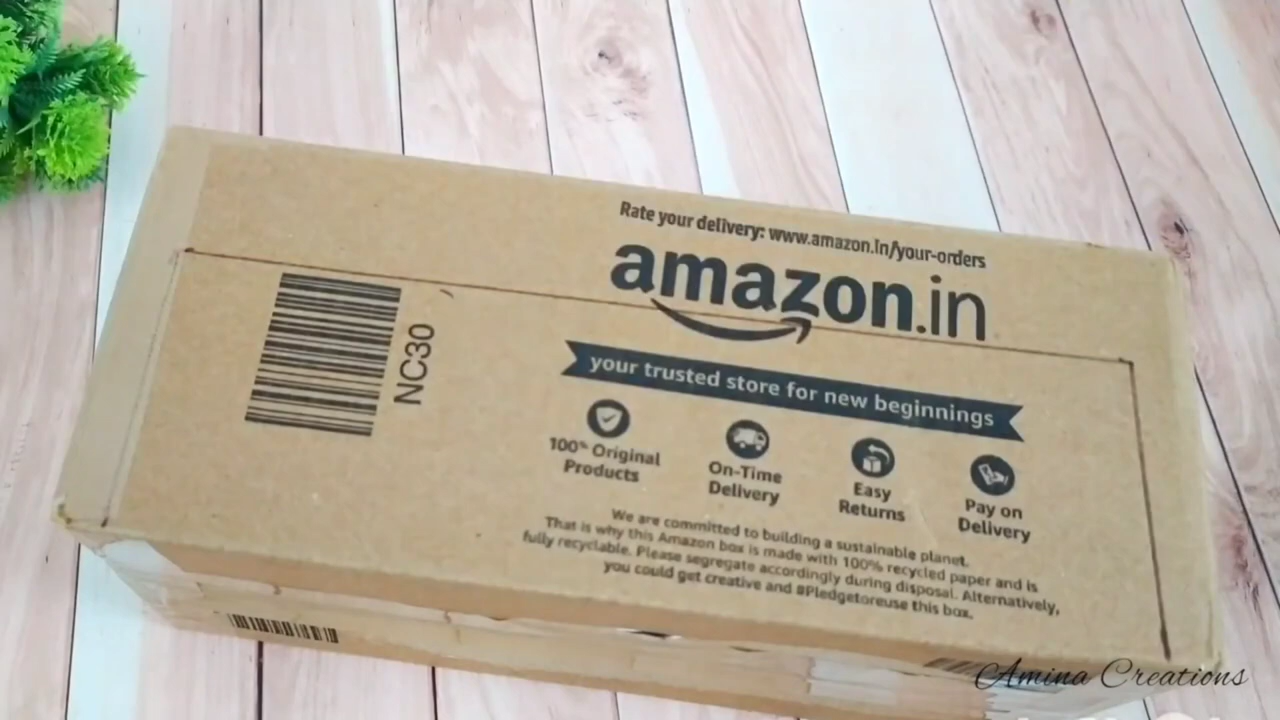 Rate your delivery: www.amazon.in/your-orders
amazon.in
your trusted store for new beginnings
NC30
100% Original
Products
On-Time
Delivery
Easy
Returns
Pay on
Delivery
We are committed to building a sustainable planet.
That is why this Amazon box is made with 100% recycled paper and is
fully recyclable. Please segregate accordingly during disposal. Alternatively,
you could get creative and #Pledgetoreuse this box.
Amina Creations